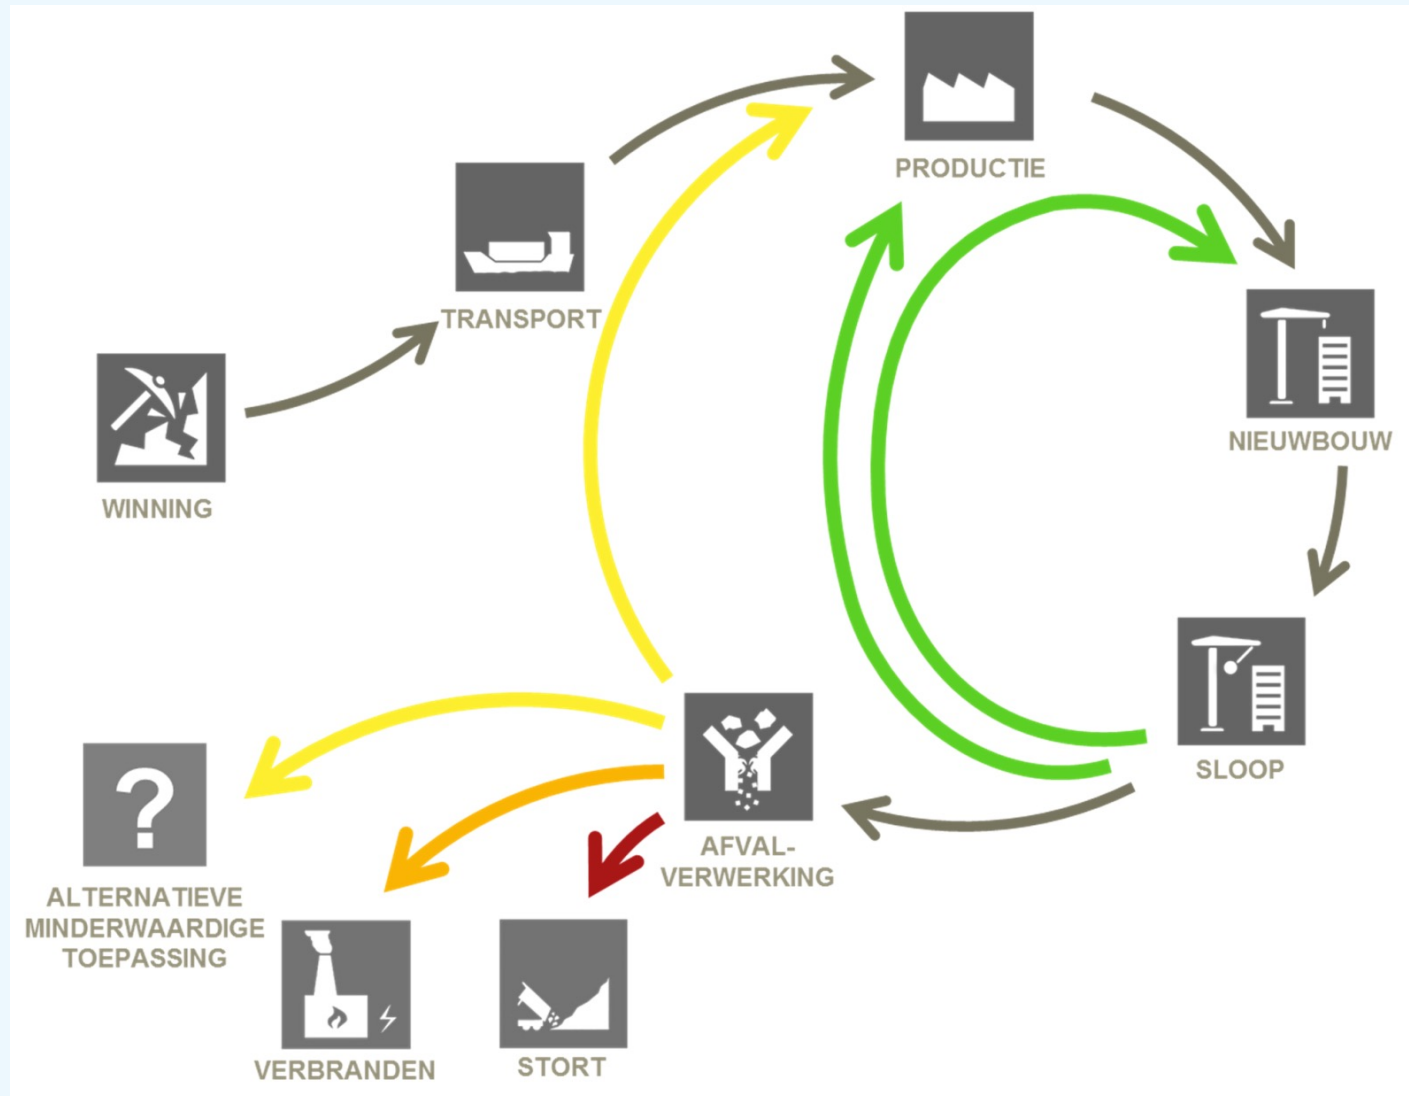 PRODUCTIE
TRANSPORT
NIEUWBOUW
WINNING
SLOOP
AFVAL-
VERWERKING
ALTERNATIEVE
MINDERWAARDIGE
TOEPASSING
VERBRANDEN
STORT